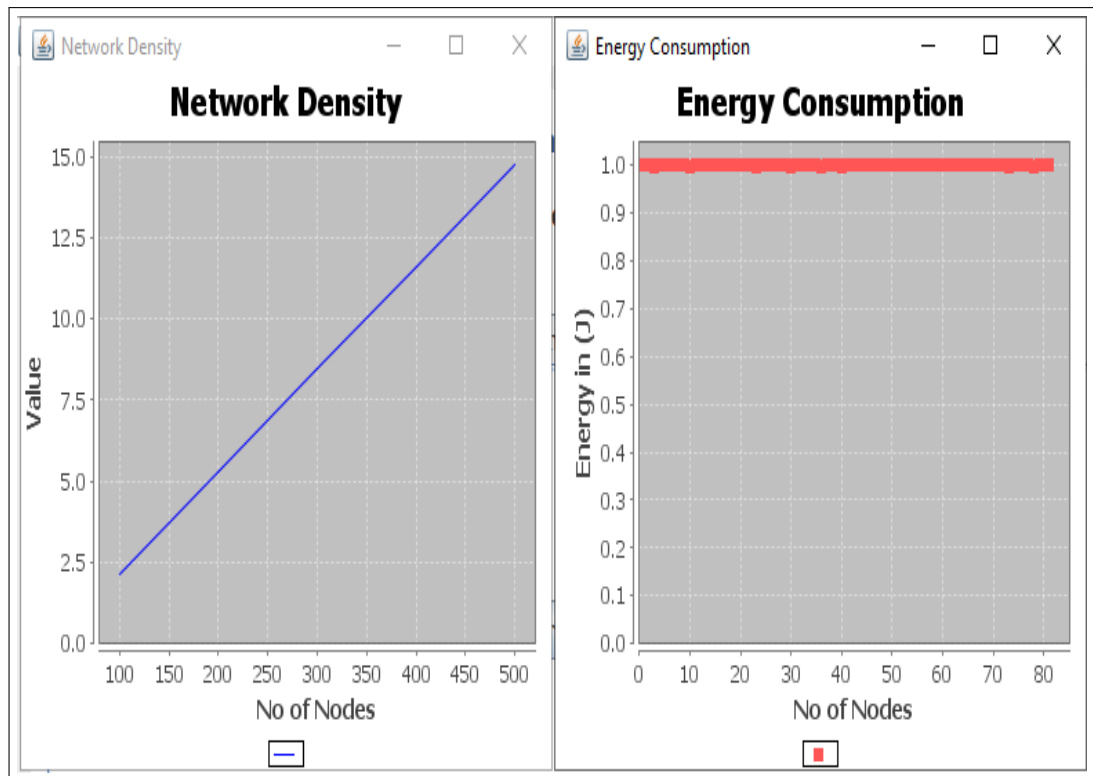 Network Density
Network Density
15.0
12.5
10.0
7.5
5.0
2.5
0.0
Value
100 150 200 250 300 350 400 450 500
No of Nodes
Energy Consumption
Energy Consumption
1.0
0.9
0.8
0.7
0.6
0.5
0.4
0.3
0.2
0.1
0.0
Energy in (J)
0 10 20 30 40 50 60 70 80
No of Nodes